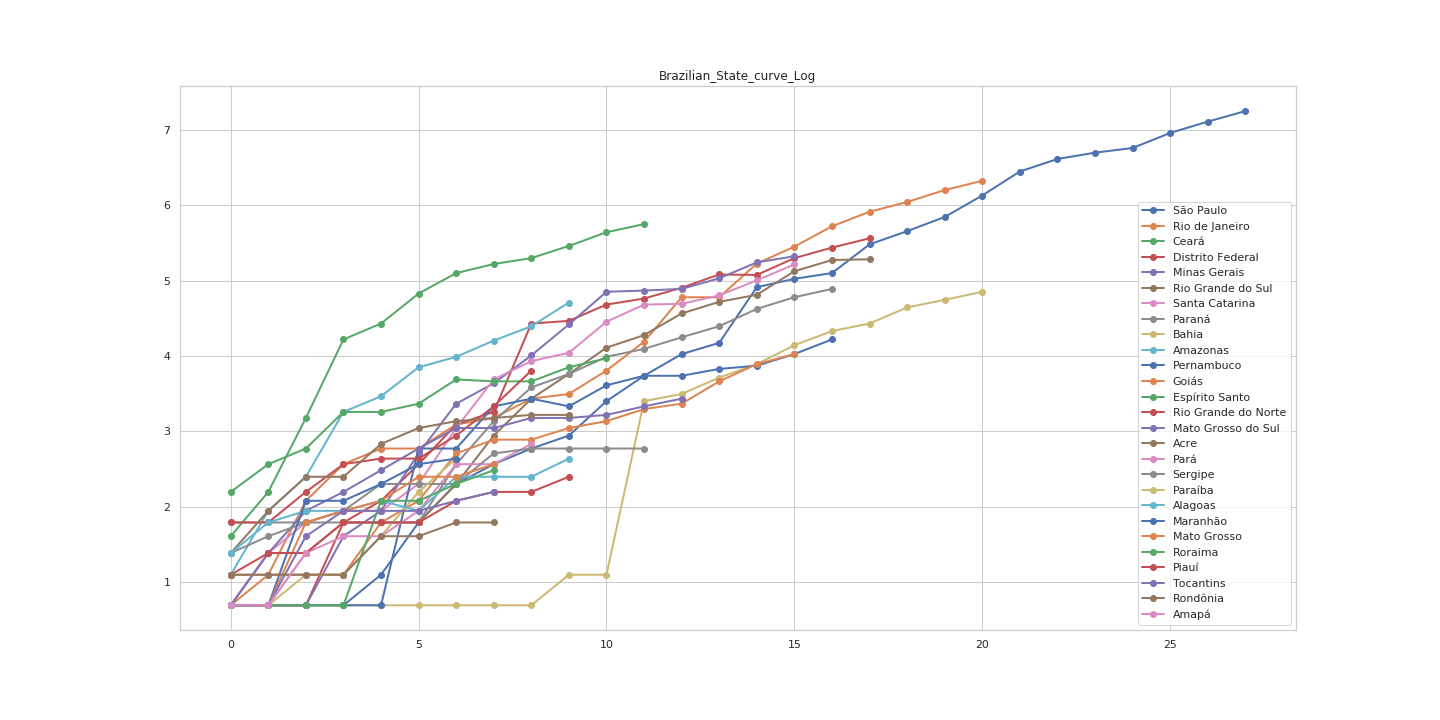 Brazilian_State_curve_Log
7
6
5
4
3
2
1
0
5
10
15
20
25
São Paulo
Rio de Janeiro
Ceará
Distrito Federal
Minas Gerais
Rio Grande do Sul
Santa Catarina
Paraná
Bahia
Amazonas
Pernambuco
Goiás
Espírito Santo
Rio Grande do Norte
Mato Grosso do Sul
Acre
Pará
Sergipe
Paraíba
Alagoas
Maranhão
Mato Grosso
Roraima
Piauí
Tocantins
Rondônia
Amapá